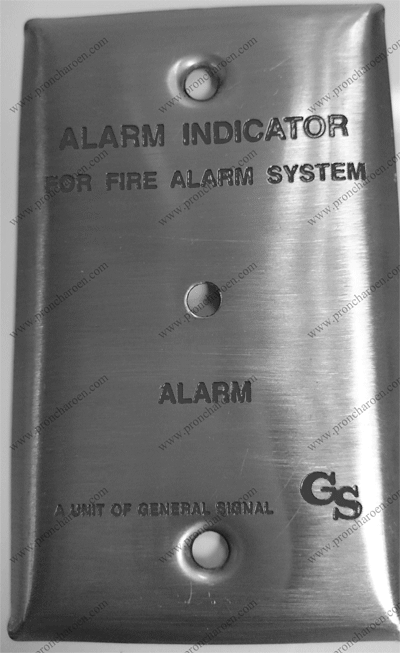 ALARM INDICATOR
FOR FIRE ALARM SYSTEM
ALARM
GS
A UNIT OF GENERAL SIGNAL
www.proncharoen.com